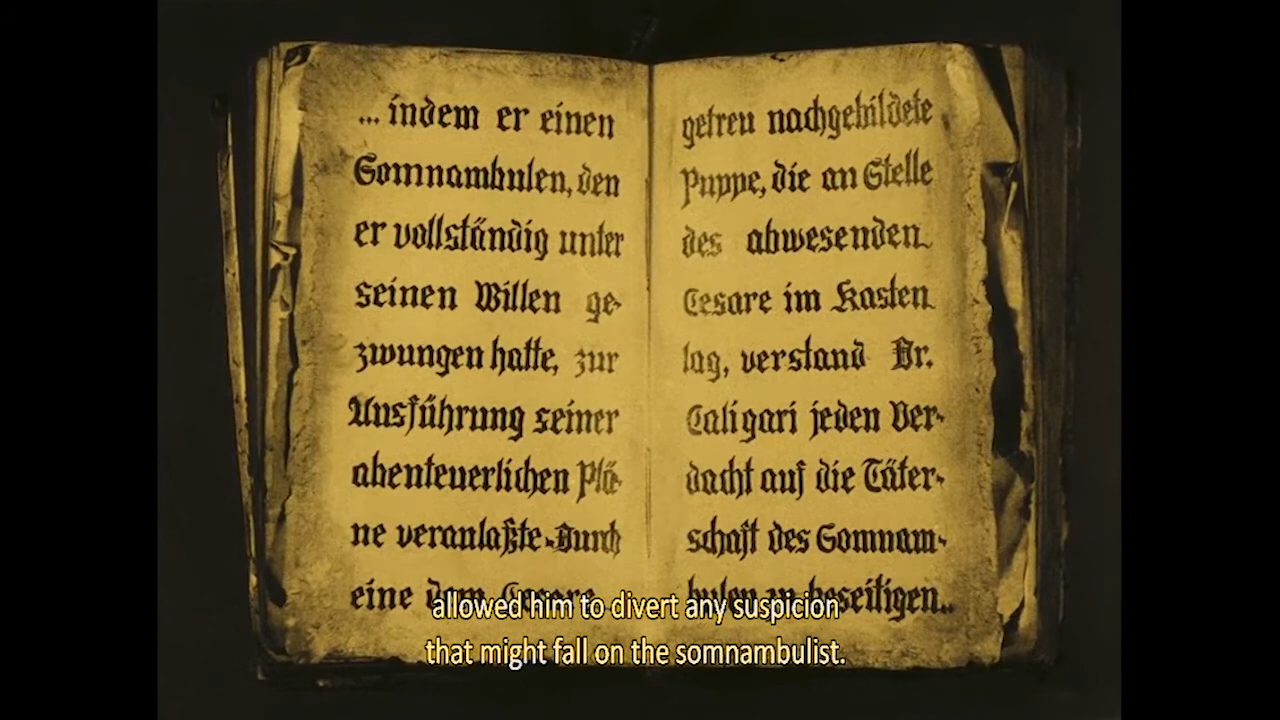 ... indem er einen
Somnambulen, den
er vollständig unter
seinen Willen ge-
zwungen hatte, zur
Ausführung seiner
abenteuerlichen Plä-
ne veranlaßte. Durch
eine dem Cesare
getreu nachgebildete
Puppe, die an Stelle
des abwesenden
Cesare im Kasten
lag, verstand Dr.
Caligari jeden Ver-
dacht auf die Täter-
schaft des Somnam-
bulen zu beseitigen..
allowed him to divert any suspicion
that might fall on the somnambulist.